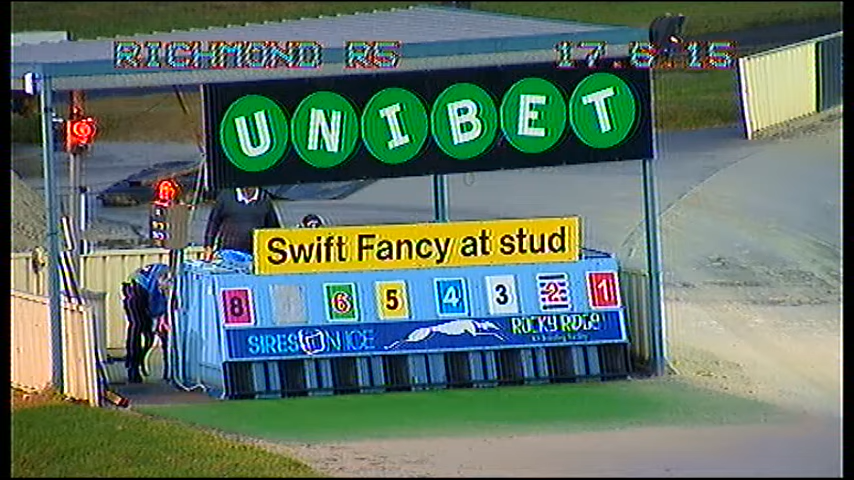 RICHMOND R5 17.6.15
UNIBET
Swift Fancy at stud
8 6 5 4 3 2 1
SIRES ON ICE ROCKY RIDGE